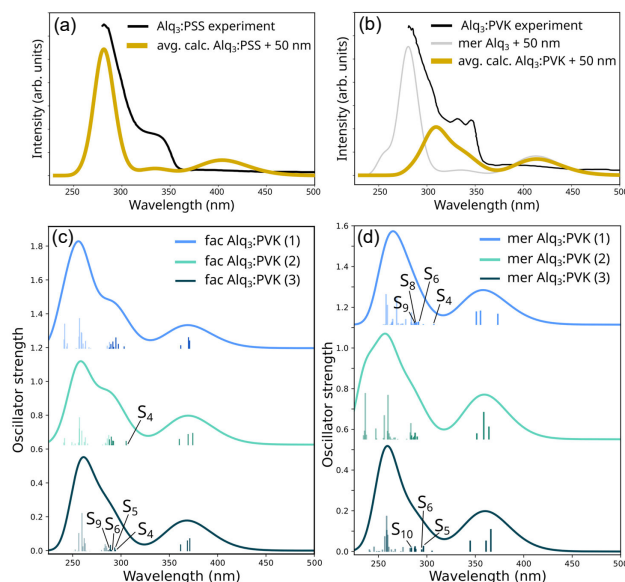 (a)
Alq₃:PSS experiment
avg. calc. Alq₃:PSS + 50 nm
Intensity (arb. units)
250 300 350 400 450 500
Wavelength (nm)
(b)
Alq₃:PVK experiment
mer Alq₃ + 50 nm
avg. calc. Alq₃:PVK + 50 nm
Intensity (arb. units)
250 300 350 400 450 500
Wavelength (nm)
(c)
fac Alq₃:PVK (1)
fac Alq₃:PVK (2)
fac Alq₃:PVK (3)
Oscillator strength
1.8
1.6
1.4
1.2
1.0
0.8
0.6
0.4
0.2
0.0
S₄
S₉ S₆ S₅ S₄
250 300 350 400 450 500
Wavelength (nm)
(d)
mer Alq₃:PVK (1)
mer Alq₃:PVK (2)
mer Alq₃:PVK (3)
Oscillator strength
1.6
1.4
1.2
1.0
0.8
0.6
0.4
0.2
0.0
S₈ S₆
S₉ S₄
S₆
S₁₀ S₅
250 300 350 400 450 500
Wavelength (nm)